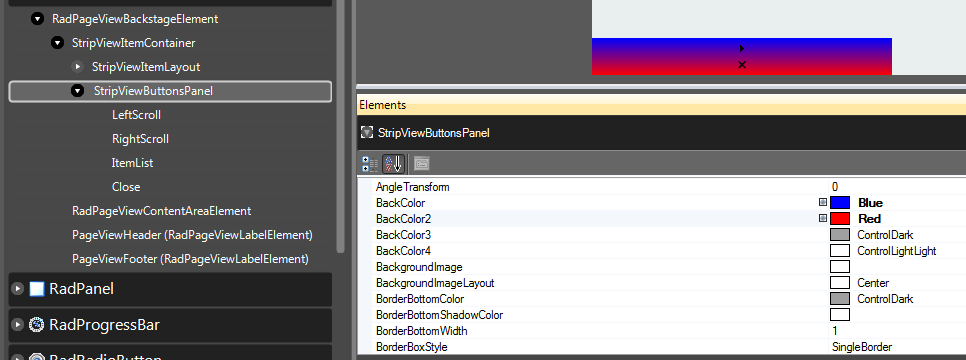 RadPageViewBackstageElement
StripViewItemContainer
StripViewItemLayout
StripViewButtonsPanel
LeftScroll
RightScroll
ItemList
Close
RadPageViewContentAreaElement
PageViewHeader (RadPageViewLabelElement)
PageViewFooter (RadPageViewLabelElement)
RadPanel
RadProgressBar
RadRadioButton
Elements
StripViewButtonsPanel
AngleTransform 0
BackColor Blue
BackColor2 Red
BackColor3 ControlDark
BackColor4 ControlLightLight
BackgroundImage
BackgroundImageLayout Center
BorderBottomColor ControlDark
BorderBottomShadowColor
BorderBottomWidth 1
BorderBoxStyle SingleBorder